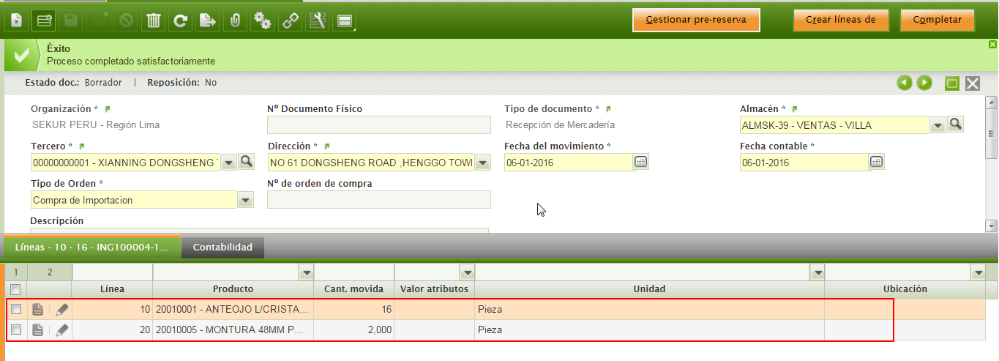 Gestionar pre-reserva Crear líneas de Completar
Éxito
Proceso completado satisfactoriamente
Estado doc.: Borrador | Reposición: No
Organización * Nº Documento Físico Tipo de documento * Almacén *
SEKUR PERU - Región Lima Recepción de Mercadería ALMSK-39 - VENTAS - VILLA
Tercero * Dirección * Fecha del movimiento * Fecha contable *
00000000001 - XIANNING DONGSHENG NO 61 DONGSHENG ROAD ,HENGGO TOWN 06-01-2016 06-01-2016
Tipo de Orden * Nº de orden de compra
Compra de Importacion
Descripción
Líneas - 10 - 16 - ING100004-1... Contabilidad
1 2
Línea Producto Cant. movida Valor atributos Unidad Ubicación
10 20010001 - ANTEOJO L/CRISTA... 16 Pieza
20 20010005 - MONTURA 48MM P... 2,000 Pieza